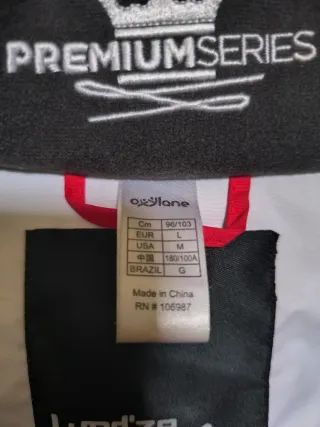 PREMIUMSERIES
oxylane
Cm 96/103
EUR L
USA M
中国 180/100A
BRAZIL G
Made in China
RN # 106987